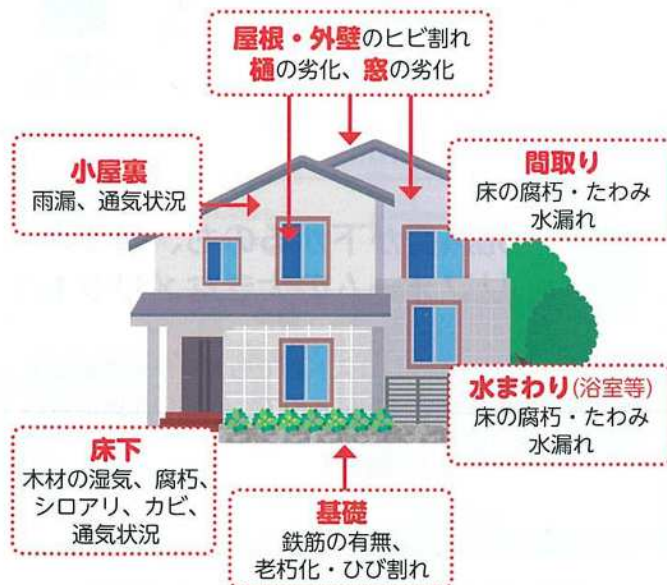 屋根・外壁のヒビ割れ
樋の劣化、窓の劣化
小屋裏
雨漏、通気状況
間取り
床の腐朽・たわみ
水漏れ
水まわり(浴室等)
床の腐朽・たわみ
水漏れ
床下
木材の湿気、腐朽、
シロアリ、カビ、
通気状況
基礎
鉄筋の有無、
老朽化・ひび割れ